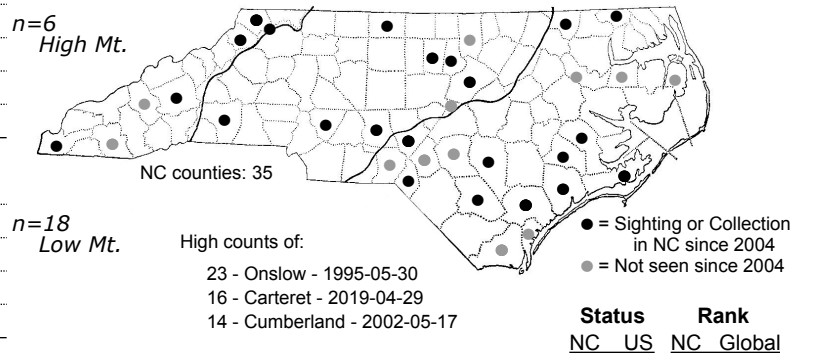 n=6
High Mt.
NC counties: 35
n=18
Low Mt.
High counts of:
23 - Onslow - 1995-05-30
16 - Carteret - 2019-04-29
14 - Cumberland - 2002-05-17
= Sighting or Collection
in NC since 2004
= Not seen since 2004
Status Rank
NC US NC Global